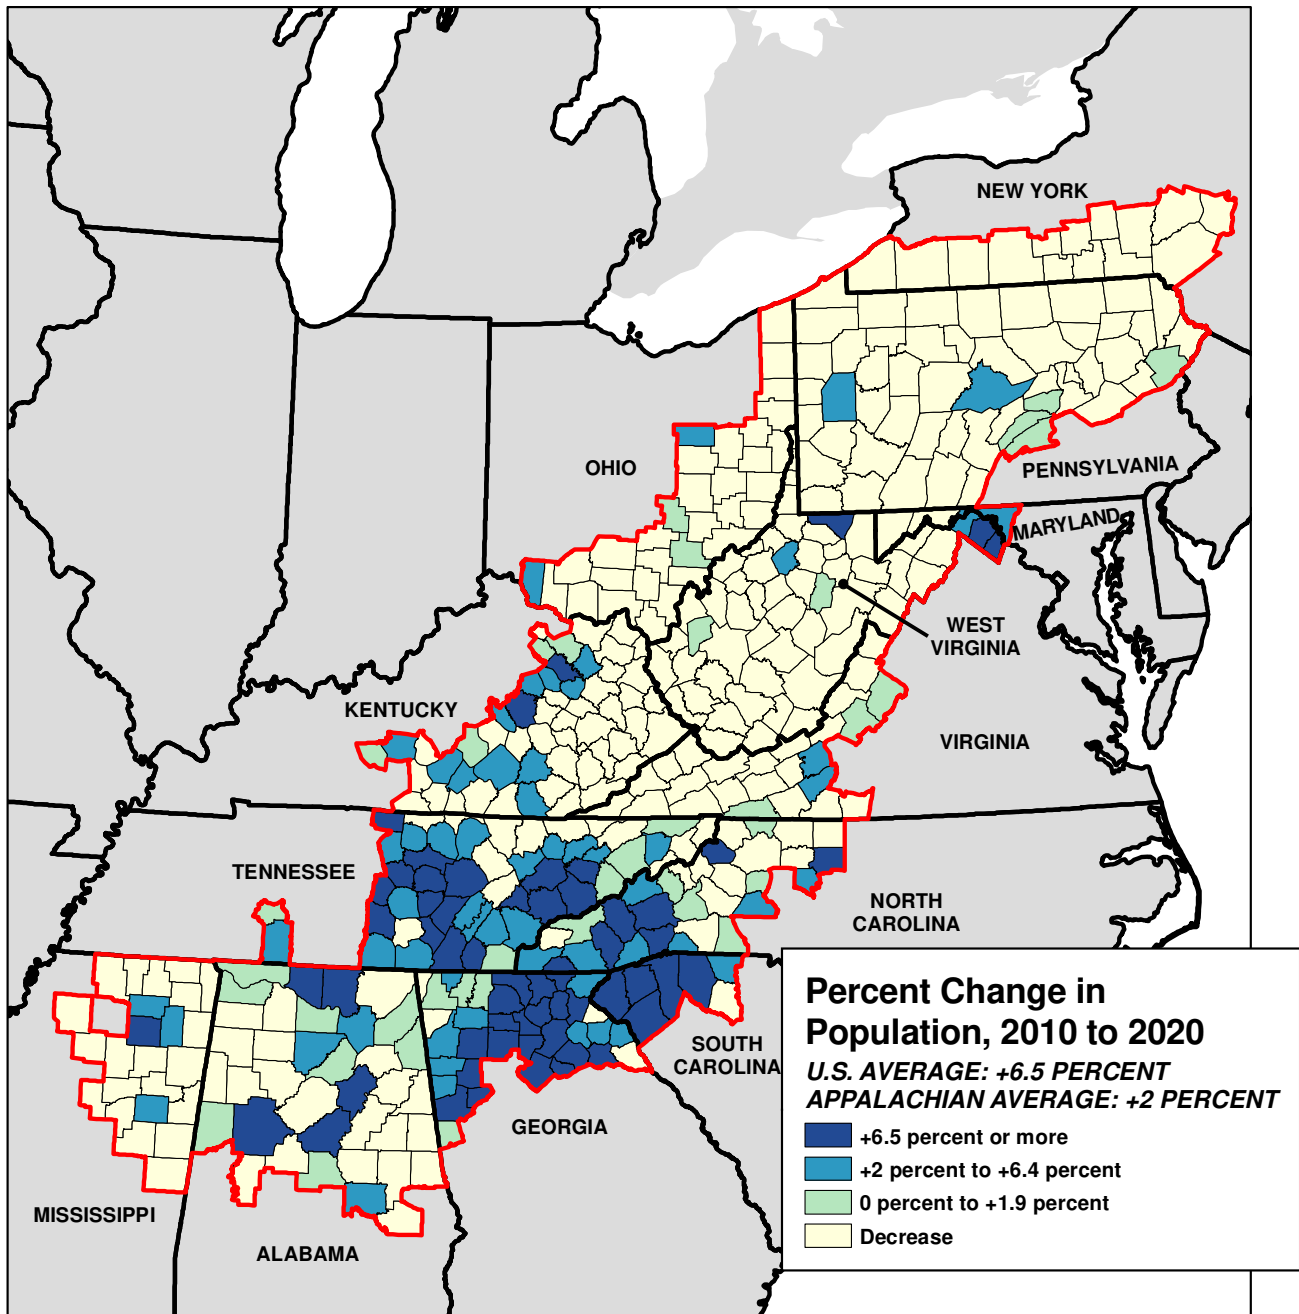 NEW YORK
OHIO
PENNSYLVANIA
MARYLAND
WEST
VIRGINIA
KENTUCKY
VIRGINIA
TENNESSEE
NORTH
CAROLINA
SOUTH
CAROLINA
GEORGIA
MISSISSIPPI
ALABAMA
Percent Change in
Population, 2010 to 2020
U.S. AVERAGE: +6.5 PERCENT
APPALACHIAN AVERAGE: +2 PERCENT
+6.5 percent or more
+2 percent to +6.4 percent
0 percent to +1.9 percent
Decrease